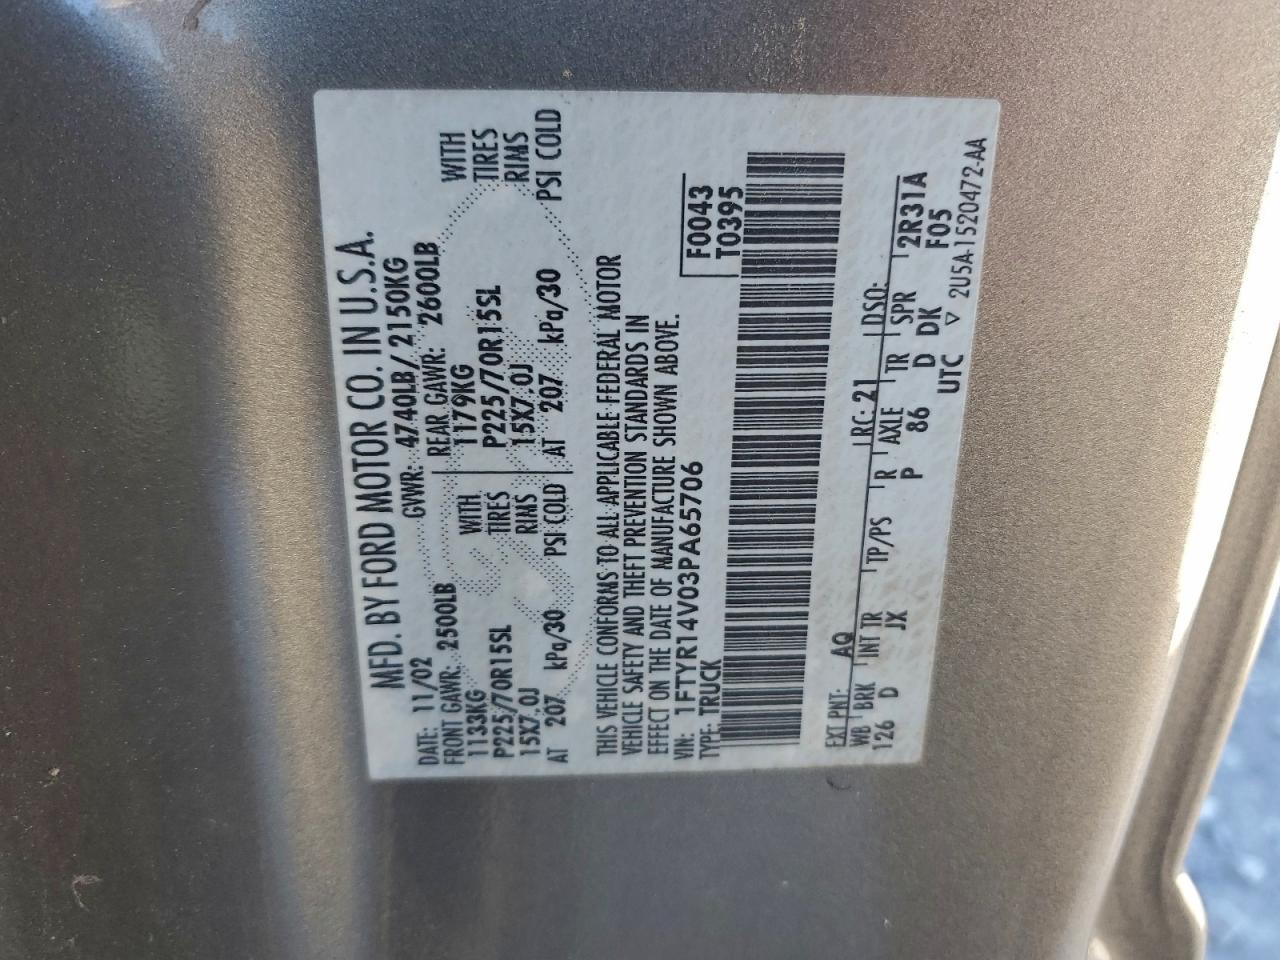 MFD. BY FORD MOTOR CO. IN U.S.A.
DATE: 11/02 GVWR: 4740LB/ 2150KG
FRONT GAWR: 2500LB REAR GAWR: 2600LB
1133KG WITH 1179KG WITH
P225/70R15SL TIRES P225/70R15SL TIRES
15X7.0J RIMS 15X7.0J RIMS
AT 207 kPa/30 PSI COLD AT 207 kPa/30 PSI COLD
THIS VEHICLE CONFORMS TO ALL APPLICABLE FEDERAL MOTOR
VEHICLE SAFETY AND THEFT PREVENTION STANDARDS IN
EFFECT ON THE DATE OF MANUFACTURE SHOWN ABOVE.
VIN: 1FTYR14V03PA65706 F0043
TYPE: TRUCK T0395
EXT PNT: AQ RC: 21 DSO:
WB BRK INT TR TP/PS R AXLE TR SPR 2R31A
126 D JX P 86 D DK F05
UTC ▽ 2U5A-1520472-AA